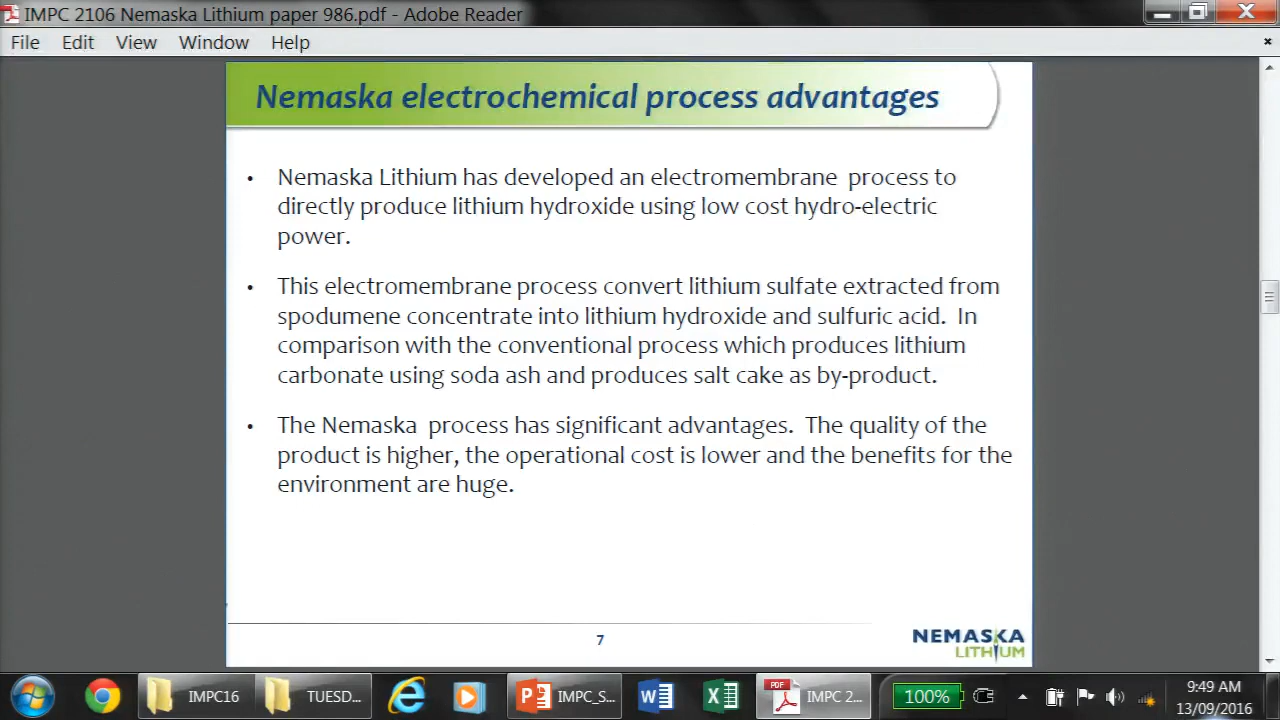 IMPC 2106 Nemaska Lithium paper 986.pdf - Adobe Reader
File Edit View Window Help
Nemaska electrochemical process advantages
• Nemaska Lithium has developed an electromembrane process to
directly produce lithium hydroxide using low cost hydro-electric
power.
• This electromembrane process convert lithium sulfate extracted from
spodumene concentrate into lithium hydroxide and sulfuric acid. In
comparison with the conventional process which produces lithium
carbonate using soda ash and produces salt cake as by-product.
• The Nemaska process has significant advantages. The quality of the
product is higher, the operational cost is lower and the benefits for the
environment are huge.
7
NEMASKA
LITHIUM
IMPC16 TUESD... IMPC_S... PDF IMPC 2... 100% 9:49 AM
13/09/2016